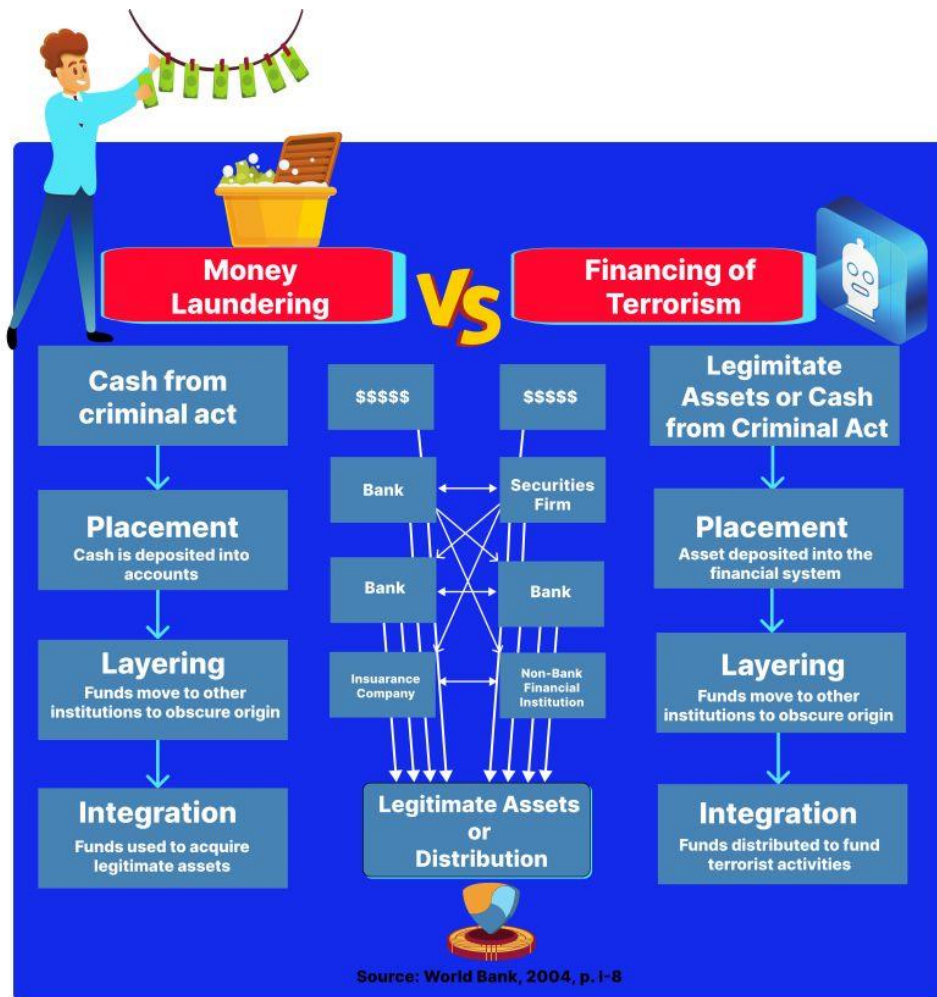 Money
Laundering
VS
Financing of
Terrorism
Cash from
criminal act
Placement
Cash is deposited into
accounts
Layering
Funds move to other
institutions to obscure origin
Integration
Funds used to acquire
legitimate assets
$$$$$
$$$$$
Bank
Securities
Firm
Bank
Bank
Insuarance
Company
Non-Bank
Financial
Institution
Legitimate Assets
or
Distribution
Legimitate
Assets or Cash
from Criminal Act
Placement
Asset deposited into the
financial system
Layering
Funds move to other
institutions to obscure origin
Integration
Funds distributed to fund
terrorist activities
Source: World Bank, 2004, p. i-8